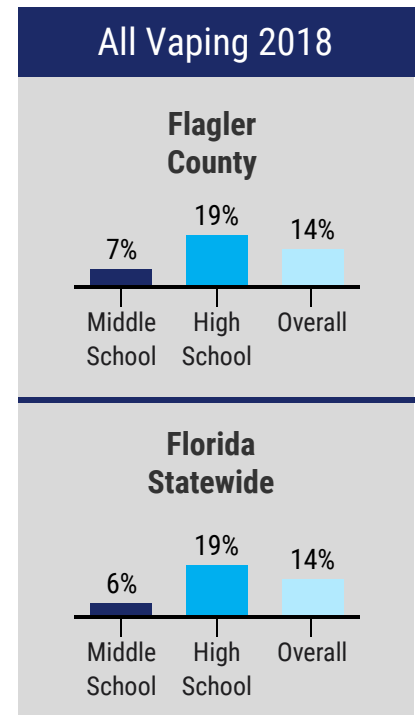 All Vaping 2018
Flagler
County
7%
19%
14%
Middle
School
High
School
Overall
Florida
Statewide
6%
19%
14%
Middle
School
High
School
Overall